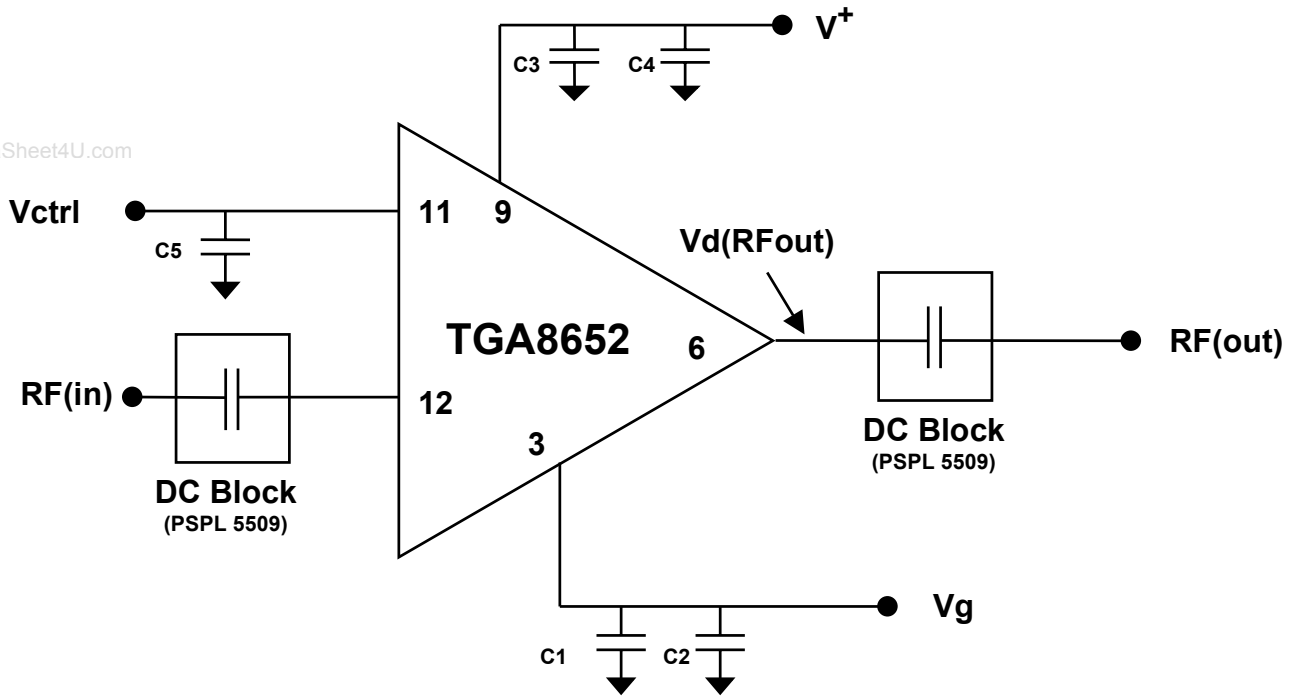 V+
C3
C4
Sheet4U.com
Vctrl
11
9
C5
Vd(RFout)
TGA8652
6
RF(out)
RF(in)
12
DC Block
(PSPL 5509)
3
DC Block
(PSPL 5509)
Vg
C1
C2